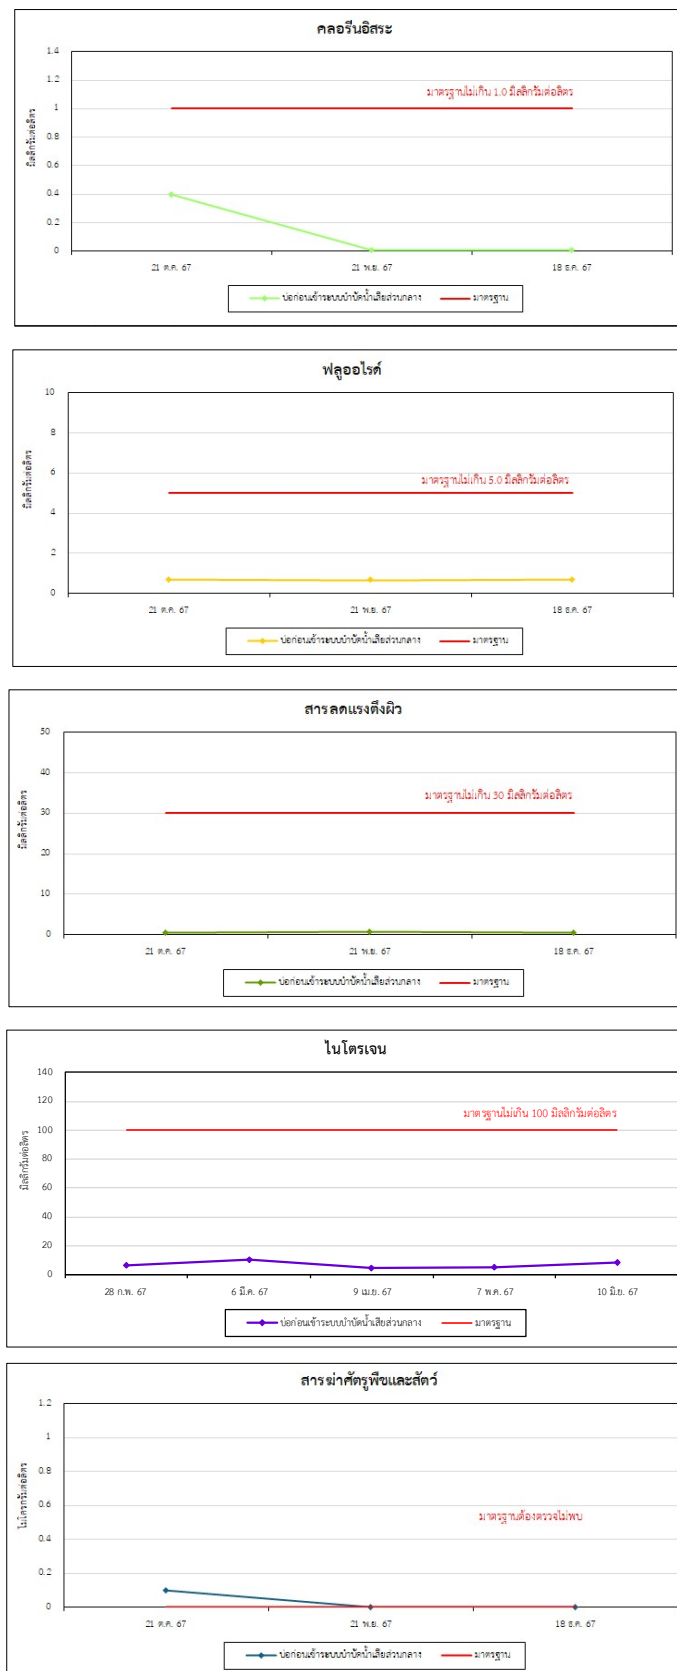 คลอรีนอิสระ
1.4
มาตรฐานไม่เกิน 1.0 มิลลิกรัมต่อลิตร
1.2
1
0.8
มิลลิกรัมต่อลิตร
0.6
0.4
0.2
0
21 ต.ค. 67 21 พ.ย. 67 18 ธ.ค. 67
บ่อก่อนเข้าระบบบำบัดน้ำเสียส่วนกลาง มาตรฐาน
ฟลูออไรด์
10
8
มาตรฐานไม่เกิน 5.0 มิลลิกรัมต่อลิตร
6
มิลลิกรัมต่อลิตร
4
2
0
21 ต.ค. 67 21 พ.ย. 67 18 ธ.ค. 67
บ่อก่อนเข้าระบบบำบัดน้ำเสียส่วนกลาง มาตรฐาน
สารลดแรงตึงผิว
50
40
มาตรฐานไม่เกิน 30 มิลลิกรัมต่อลิตร
30
มิลลิกรัมต่อลิตร
20
10
0
21 ต.ค. 67 21 พ.ย. 67 18 ธ.ค. 67
บ่อก่อนเข้าระบบบำบัดน้ำเสียส่วนกลาง มาตรฐาน
ไนโตรเจน
140
120
มาตรฐานไม่เกิน 100 มิลลิกรัมต่อลิตร
100
80
มิลลิกรัมต่อลิตร
60
40
20
0
28 ก.พ. 67 6 มี.ค. 67 9 เม.ย. 67 7 พ.ค. 67 10 มิ.ย. 67
บ่อก่อนเข้าระบบบำบัดน้ำเสียส่วนกลาง มาตรฐาน
สารฆ่าศัตรูพืชและสัตว์
1.2
1
0.8
ไมโครกรัมต่อลิตร
0.6
มาตรฐานต้องตรวจไม่พบ
0.4
0.2
0
21 ต.ค. 67 21 พ.ย. 67 18 ธ.ค. 67
บ่อก่อนเข้าระบบบำบัดน้ำเสียส่วนกลาง มาตรฐาน